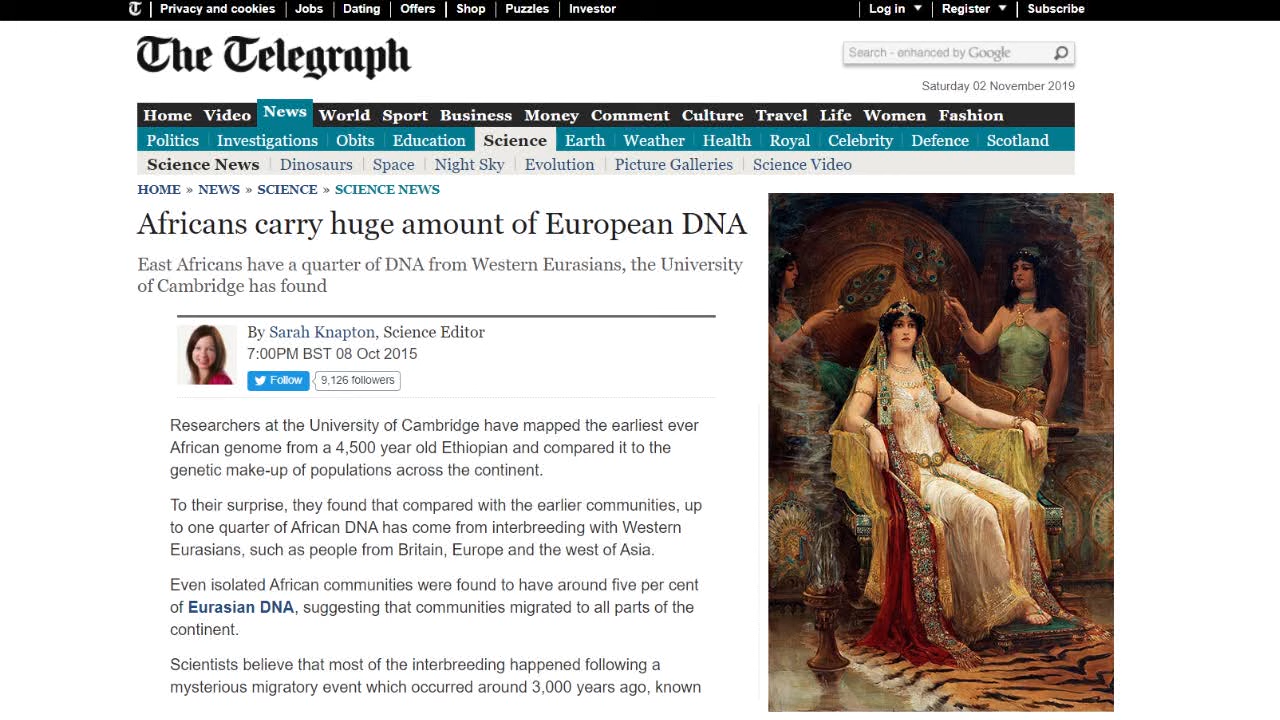 Privacy and cookies Jobs Dating Offers Shop Puzzles Investor Log in Register Subscribe
The Telegraph
Search - enhanced by Google
Saturday 02 November 2019
Home Video News World Sport Business Money Comment Culture Travel Life Women Fashion
Politics Investigations Obits Education Science Earth Weather Health Royal Celebrity Defence Scotland
Science News Dinosaurs Space Night Sky Evolution Picture Galleries Science Video
HOME » NEWS » SCIENCE » SCIENCE NEWS
Africans carry huge amount of European DNA
East Africans have a quarter of DNA from Western Eurasians, the University
of Cambridge has found
By Sarah Knapton, Science Editor
7:00PM BST 08 Oct 2015
Follow 9,126 followers
Researchers at the University of Cambridge have mapped the earliest ever
African genome from a 4,500 year old Ethiopian and compared it to the
genetic make-up of populations across the continent.
To their surprise, they found that compared with the earlier communities, up
to one quarter of African DNA has come from interbreeding with Western
Eurasians, such as people from Britain, Europe and the west of Asia.
Even isolated African communities were found to have around five per cent
of Eurasian DNA, suggesting that communities migrated to all parts of the
continent.
Scientists believe that most of the interbreeding happened following a
mysterious migratory event which occurred around 3,000 years ago, known